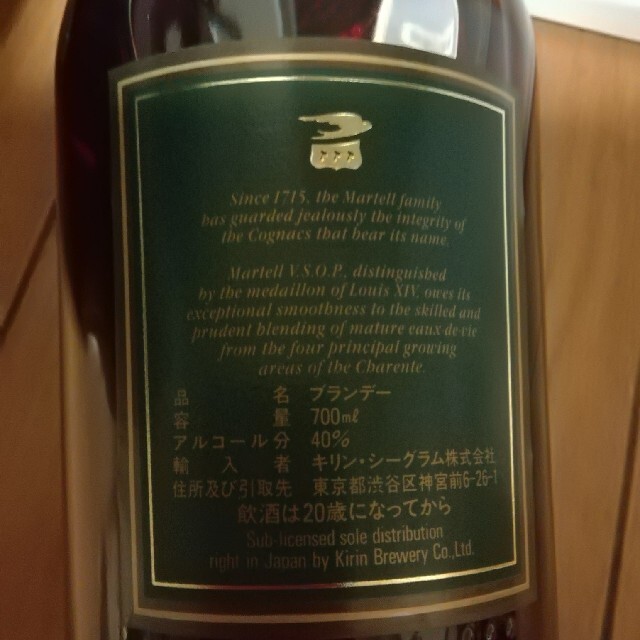 Since 1715, the Martell family
has guarded jealously the integrity of
the Cognacs that bear its name.
Martell V.S.O.P., distinguished
by the medaillon of Louis XIV, owes its
exceptional smoothness to the skilled and
prudent blending of mature eaux-de-vie
from the four principal growing
areas of the Charente.
品名 ブランデー
容量 700ml
アルコール分 40%
輸入者 キリン・シーグラム株式会社
住所及び引取先 東京都渋谷区神宮前6-26-1
飲酒は20歳になってから
Sub-licensed sole distribution
right in Japan by Kirin Brewery Co., Ltd.